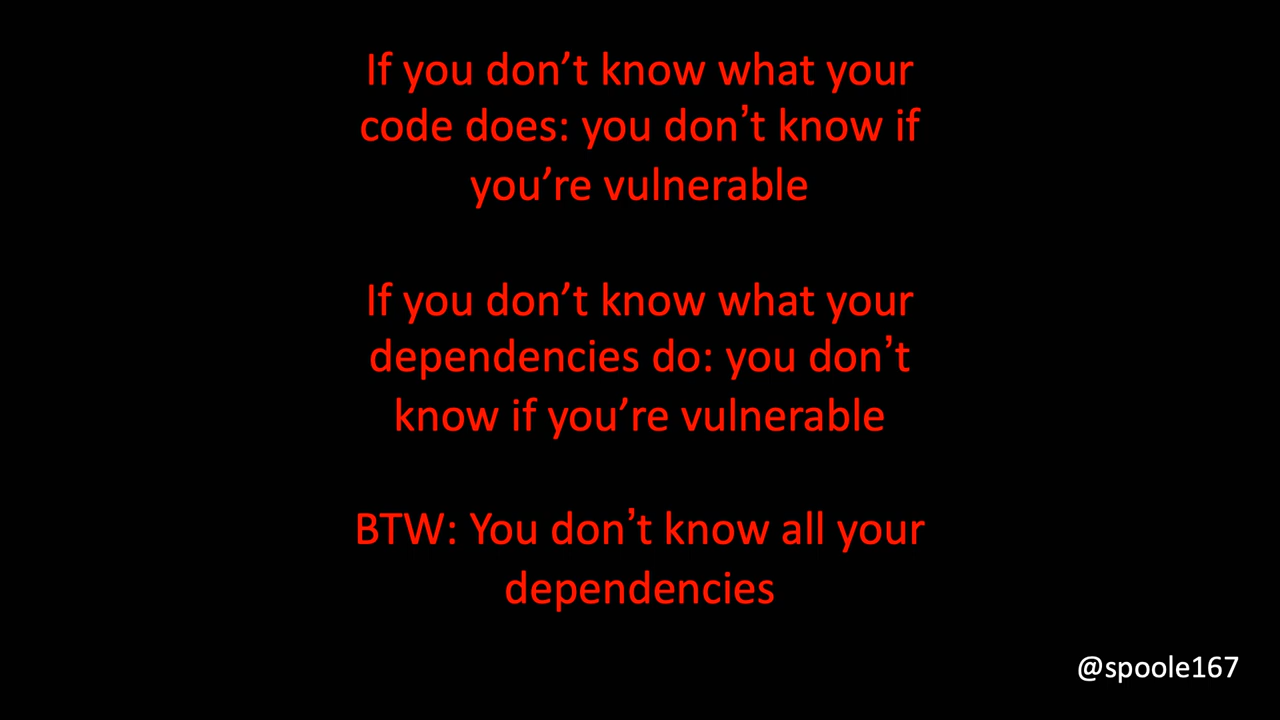 If you don’t know what your
code does: you don’t know if
you’re vulnerable
If you don’t know what your
dependencies do: you don’t
know if you’re vulnerable
BTW: You don’t know all your
dependencies
@spoole167